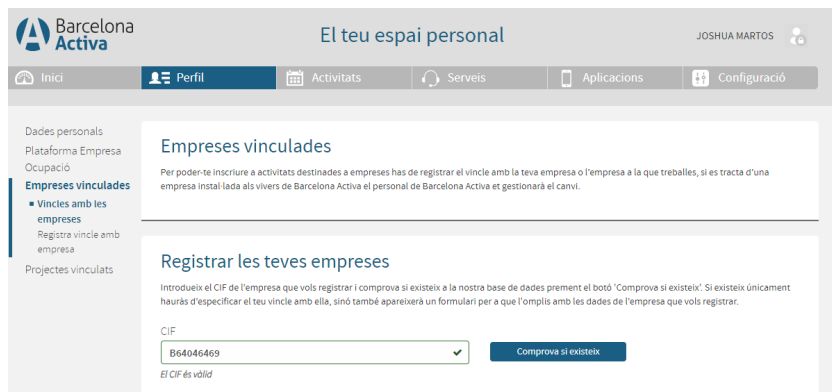 Barcelona
Activa
El teu espai personal
JOSHUA MARTOS
Inici
Perfil
Activitats
Serveis
Aplicacions
Configuració
Dades personals
Plataforma Empresa
Ocupació
Empreses vinculades
Vincles amb les
empreses
Registra vincle amb
empresa
Projectes vinculats
Empreses vinculades
Per poder-te inscriure a activitats destinades a empreses has de registrar el vincle amb la teva empresa o l'empresa a la que treballes, si es tracta d'una
empresa instal·lada als vivers de Barcelona Activa el personal de Barcelona Activa et gestionarà el canvi.
Registrar les teves empreses
Introdueix el CIF de l'empresa que vols registrar i comprova si existeix a la nostra base de dades prement el botó 'Comprova si existeix'. Si existeix únicament
hauràs d'especificar el teu vincle amb ella, sinó també apareixerà un formulari per a que l'omplis amb les dades de l'empresa que vols registrar.
CIF
B64046469
Comprova si existeix
El CIF és vàlid